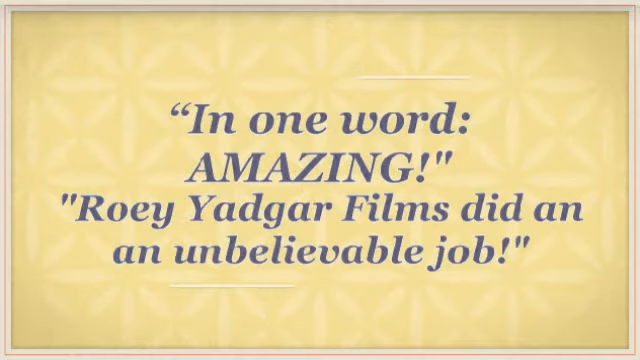 “In one word:
AMAZING!"
"Roey Yadgar Films did an
an unbelievable job!"